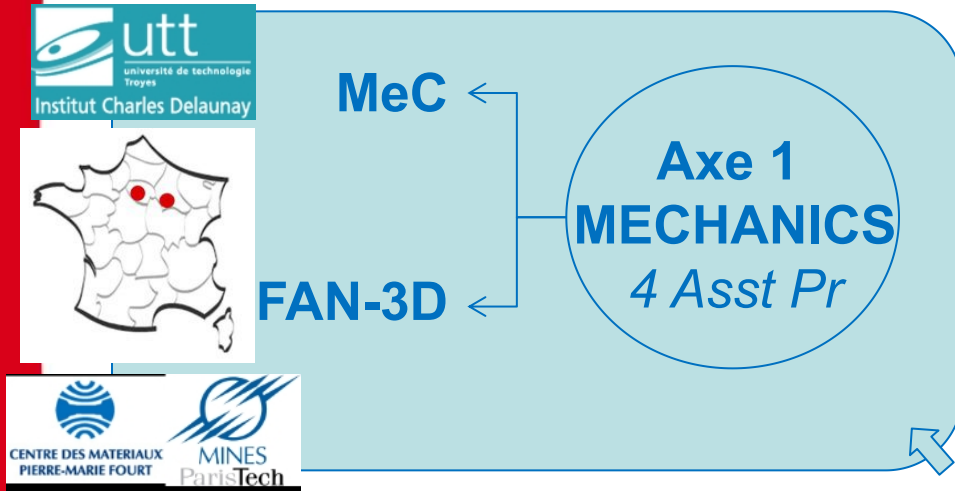 utt
université de technologie
Troyes
Institut Charles Delaunay
MeC
FAN-3D
Axe 1
MECHANICS
4 Asst Pr
CENTRE DES MATERIAUX
PIERRE-MARIE FOURT
MINES
ParisTech